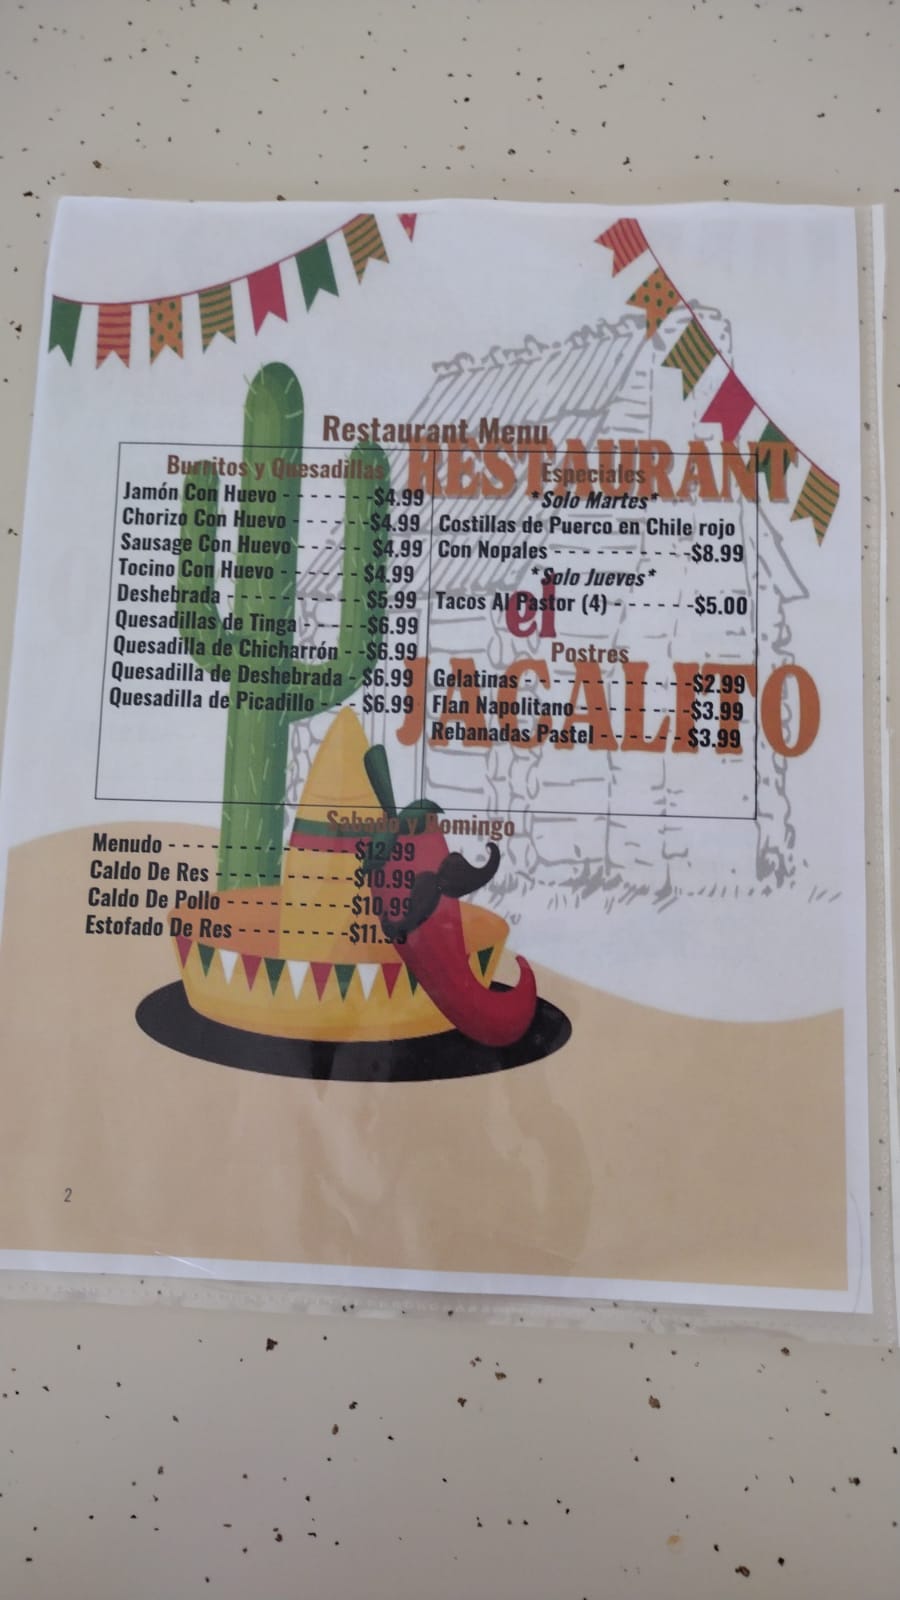 Restaurant Menu
RESTAURANT
el
JACALITO
Burritos y Quesadillas
Jamón Con Huevo - - - - - - - -$4.99
Chorizo Con Huevo - - - - - - -$4.99
Sausage Con Huevo - - - - - - $4.99
Tocino Con Huevo - - - - - - - $4.99
Deshebrada - - - - - - - - - - - $5.99
Quesadillas de Tinga - - - - - -$6.99
Quesadilla de Chicharrón - -$6.99
Quesadilla de Deshebrada - $6.99
Quesadilla de Picadillo - - - $6.99
Especiales
*Solo Martes*
Costillas de Puerco en Chile rojo
Con Nopales - - - - - - - - - - -$8.99
*Solo Jueves*
Tacos Al Pastor (4) - - - - - -$5.00
Postres
Gelatinas - - - - - - - - - - - -$2.99
Flan Napolitano - - - - - - - -$3.99
Rebanadas Pastel - - - - - - $3.99
Sabado y Domingo
Menudo - - - - - - - - - - - - - $12.99
Caldo De Res - - - - - - - - - -$10.99
Caldo De Pollo - - - - - - - - -$10.99
Estofado De Res - - - - - - - -$11.99
2